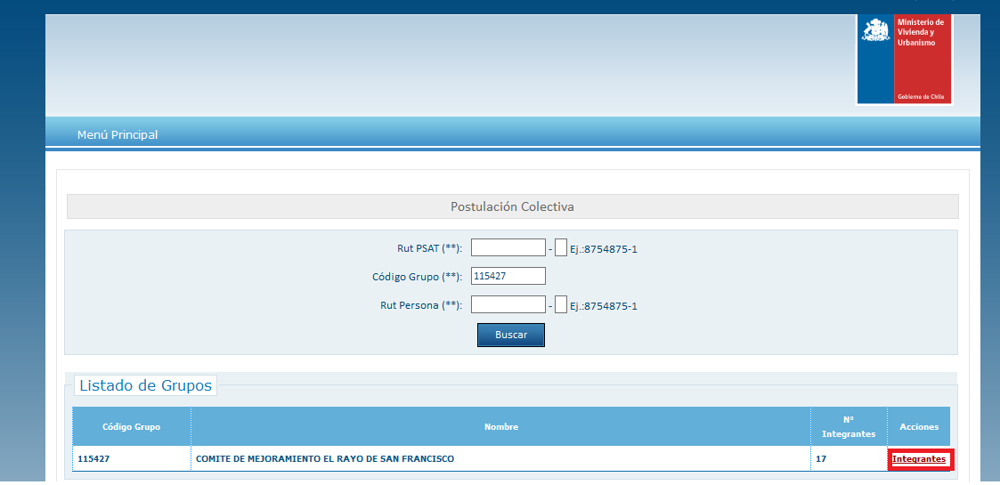 Ministerio de
Vivienda y
Urbanismo
Gobierno de Chile
Menú Principal
Postulación Colectiva
Rut PSAT (**): - Ej.:8754875-1
Código Grupo (**): 115427
Rut Persona (**): - Ej.:8754875-1
Buscar
Listado de Grupos
Código Grupo Nombre N° Integrantes Acciones
115427 COMITE DE MEJORAMIENTO EL RAYO DE SAN FRANCISCO 17 Integrantes